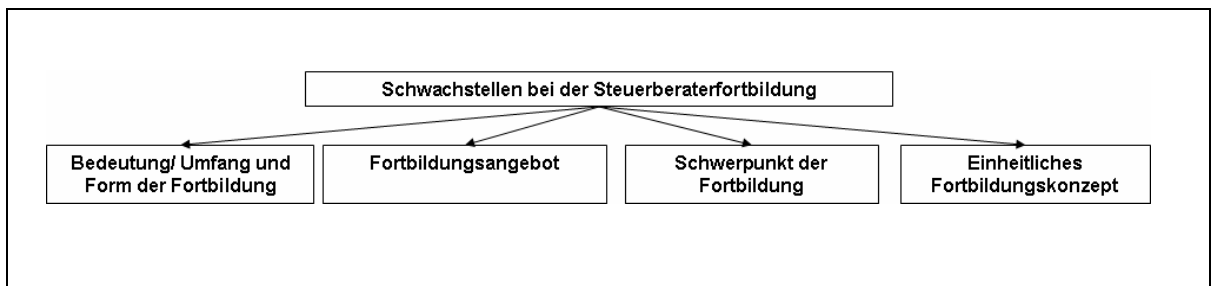 Schwachstellen bei der Steuerberaterfortbildung
Bedeutung/ Umfang und
Form der Fortbildung
Fortbildungsangebot
Schwerpunkt der
Fortbildung
Einheitliches
Fortbildungskonzept